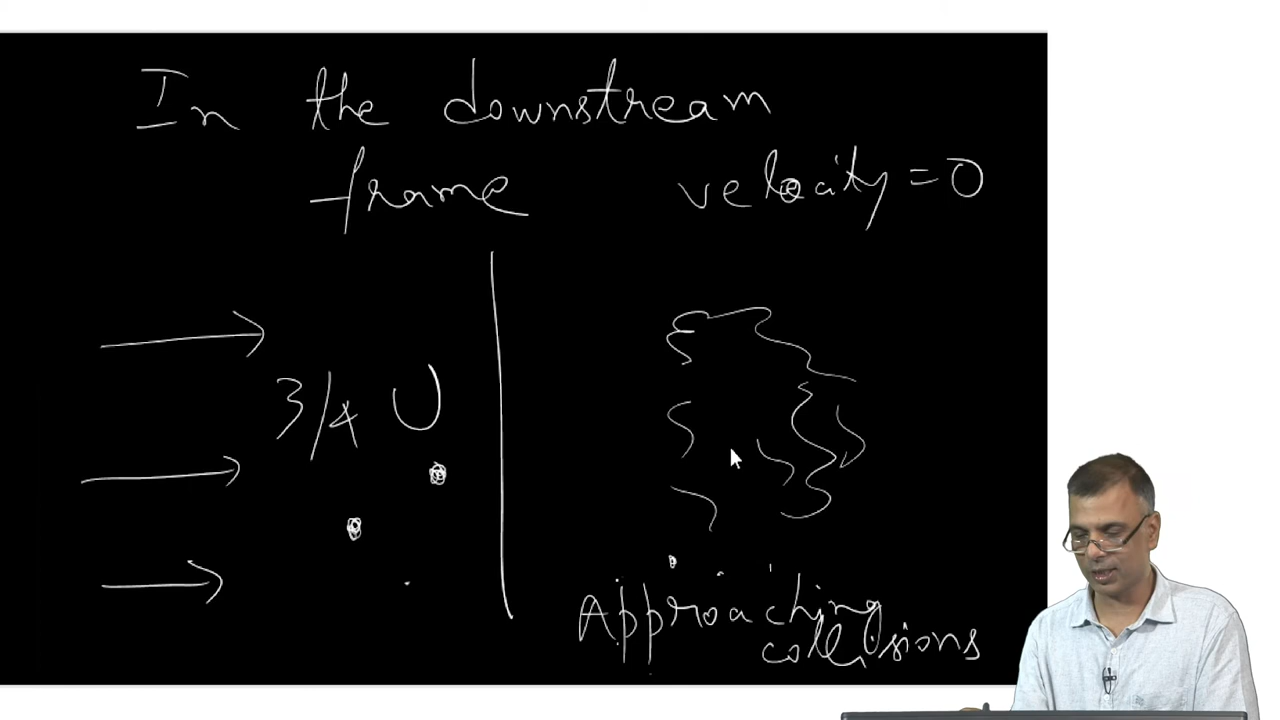 In the downstream
frame velocity = 0
3/4 U
Approaching
collisions